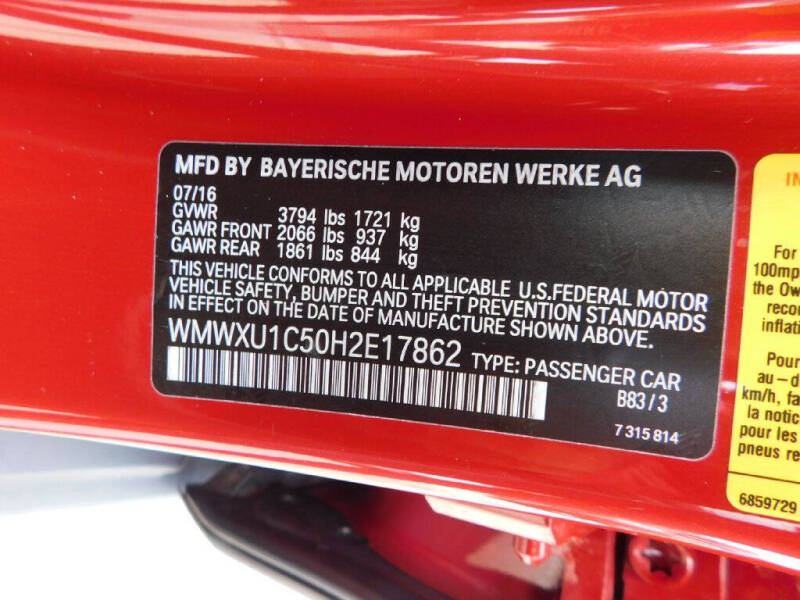 MFD BY BAYERISCHE MOTOREN WERKE AG
07/16
GVWR 3794 lbs 1721 kg
GAWR FRONT 2066 lbs 937 kg
GAWR REAR 1861 lbs 844 kg
THIS VEHICLE CONFORMS TO ALL APPLICABLE U.S.FEDERAL MOTOR
VEHICLE SAFETY, BUMPER AND THEFT PREVENTION STANDARDS
IN EFFECT ON THE DATE OF MANUFACTURE SHOWN ABOVE.
WMWXU1C50H2E17862 TYPE: PASSENGER CAR
B83/3
7 315 814
IN
For
100mp
the Ow
recor
inflati
Pour
au-d
km/h, fa
la notic
pour les
pneus re
6859729